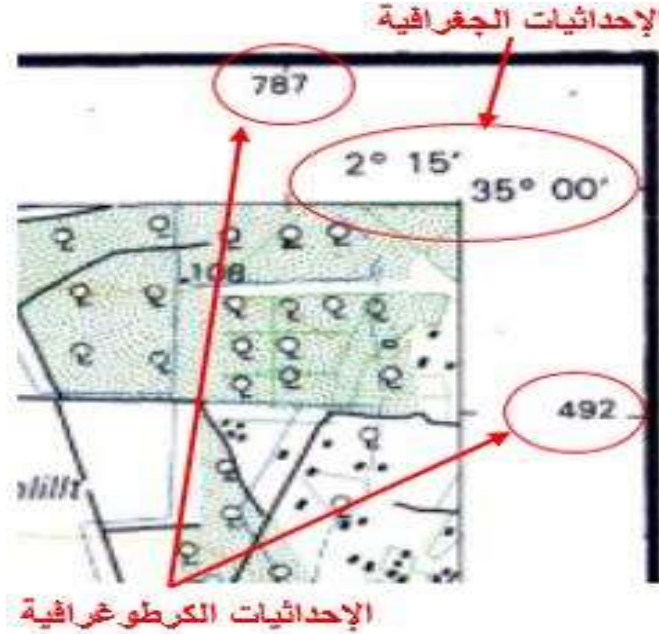 الإحداثيات الجغرافية
787
2° 15′
35° 00′
.108
492
الإحداثيات الكرطوغرافية